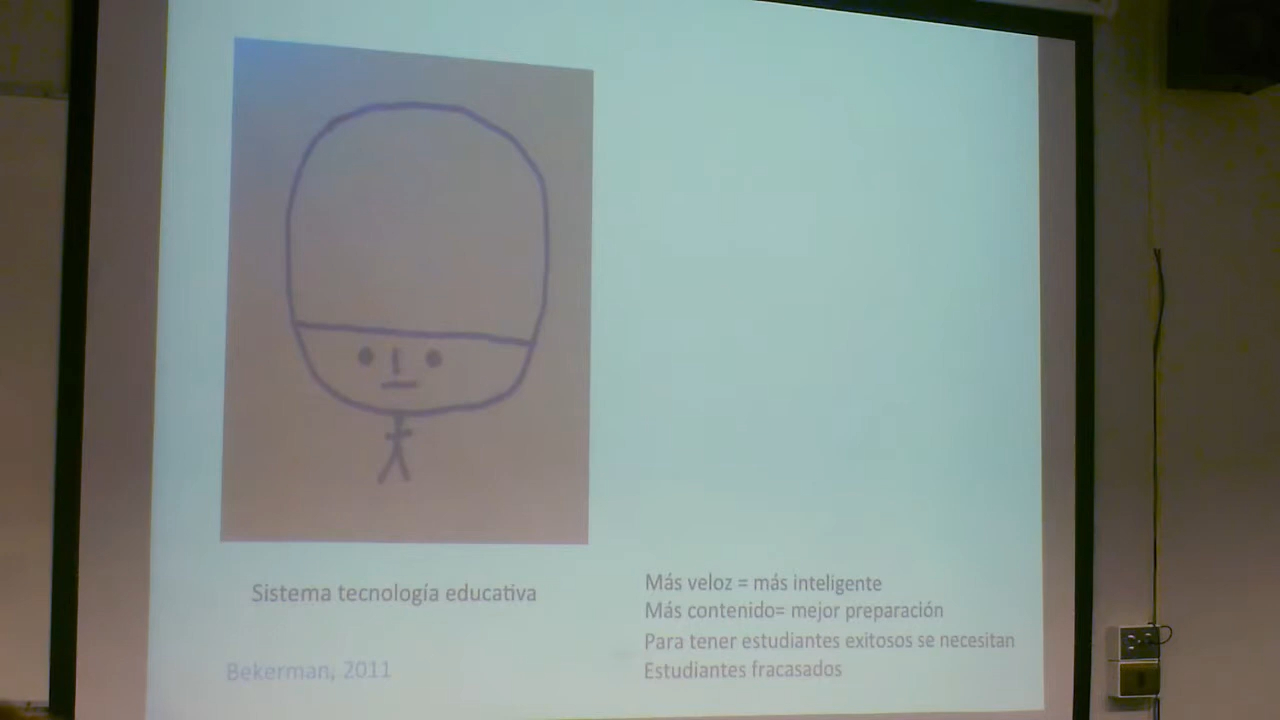 Sistema tecnología educativa
Bekerman, 2011
Más veloz = más inteligente
Más contenido= mejor preparación
Para tener estudiantes exitosos se necesitan
Estudiantes fracasados